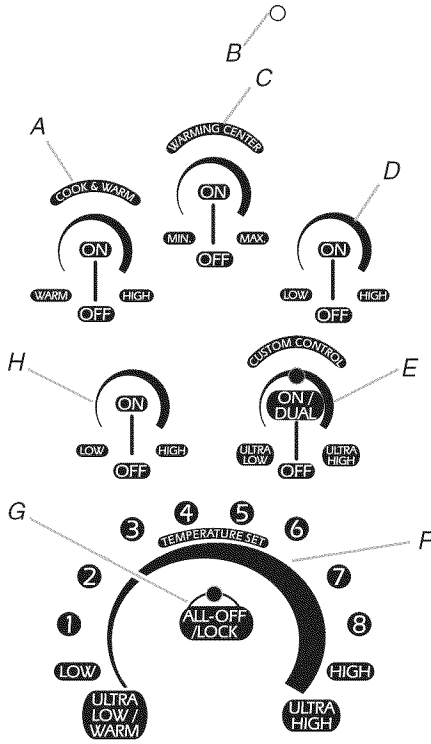 B
C
A
WARMING CENTER
D
COOK & WARM
ON
MIN.
MAX.
OFF
ON
WARM
HIGH
OFF
ON
LOW
HIGH
OFF
H
CUSTOM CONTROL
E
ON
LOW
HIGH
OFF
ON /
DUAL
ULTRA
LOW
OFF
ULTRA
HIGH
G
F
TEMPERATURE SET
1
2
3
4
5
6
7
8
ALL-OFF
/LOCK
LOW
HIGH
ULTRA
LOW /
WARM
ULTRA
HIGH